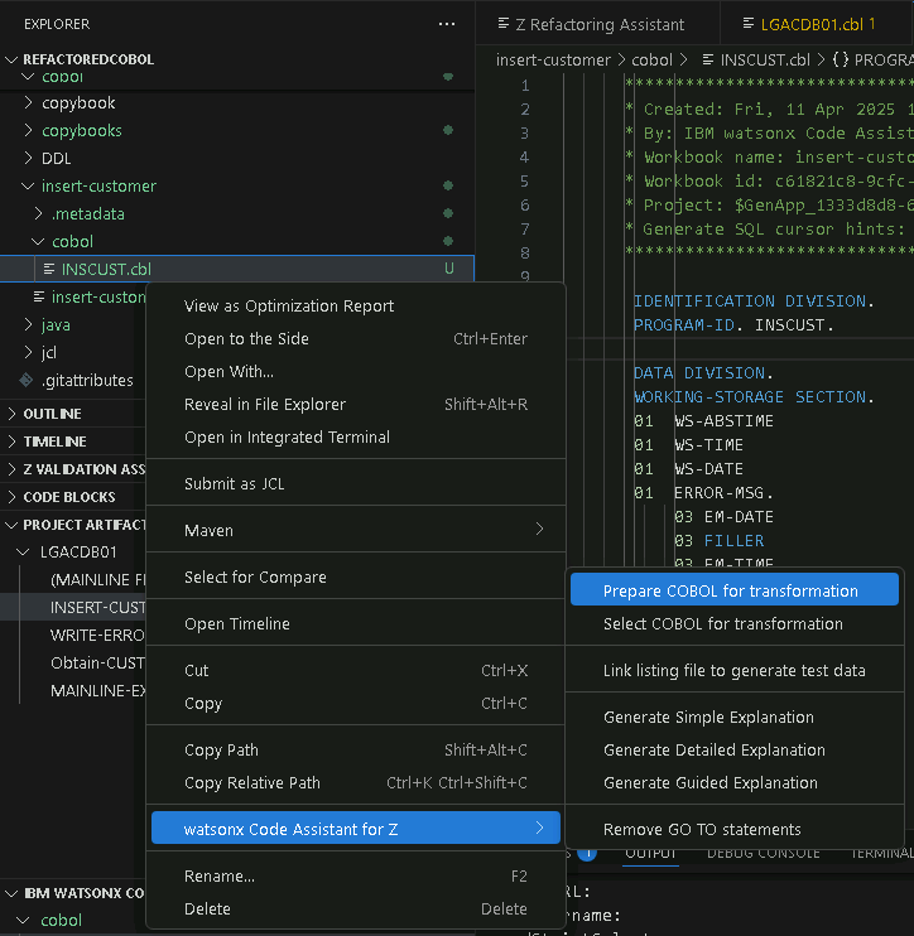 EXPLORER
REFACTOREDCOBOL
cobol
copybook
copybooks
DDL
insert-customer
.metadata
cobol
INSCUST.cbl U
insert-custom
java
jcl
.gitattributes
OUTLINE
TIMELINE
Z VALIDATION ASS
CODE BLOCKS
PROJECT ARTIFACT
LGACDB01
(MAINLINE
INSERT-CUST
WRITE-ERRO
Obtain-CUST
MAINLINE-EX
IBM WATSONX CO
cobol
Z Refactoring Assistant
LGACDB01.cbl 1
insert-customer > cobol > INSCUST.cbl > {} PROGRA
1 ******************************
2 * Created: Fri, 11 Apr 2025 1
3 * By: IBM watsonx Code Assist
4 * Workbook name: insert-custo
5 * Workbook id: c61821c8-9cfc-
6 * Project: $GenApp_1333d8d8-6
7 * Generate SQL cursor hints:
8 ******************************
9
IDENTIFICATION DIVISION.
PROGRAM-ID. INSCUST.
DATA DIVISION.
WORKING-STORAGE SECTION.
01 WS-ABSTIME
01 WS-TIME
01 WS-DATE
01 ERROR-MSG.
03 EM-DATE
03 FILLER
03 EM-TIME
View as Optimization Report
Open to the Side Ctrl+Enter
Open With...
Reveal in File Explorer Shift+Alt+R
Open in Integrated Terminal
Submit as JCL
Maven
Select for Compare
Open Timeline
Cut Ctrl+X
Copy Ctrl+C
Copy Path Shift+Alt+C
Copy Relative Path Ctrl+K Ctrl+Shift+C
watsonx Code Assistant for Z
Rename... F2
Delete Delete
Prepare COBOL for transformation
Select COBOL for transformation
Link listing file to generate test data
Generate Simple Explanation
Generate Detailed Explanation
Generate Guided Explanation
Remove GO TO statements
S 1 OUTPUT DEBUG CONSOLE TERMINAL
RL:
name: